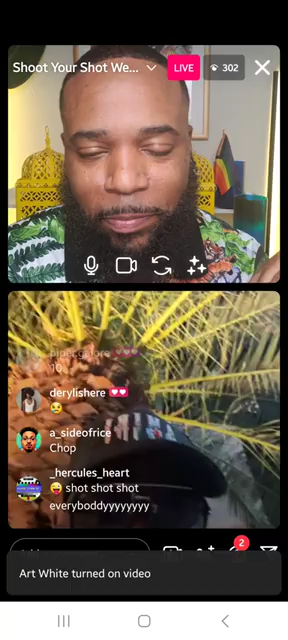 Shoot Your Shot We...
LIVE
302
10
derylishere
a_sideofrice
Chop
_hercules_heart
shot shot shot
everyboddyyyyyyyy
2
Art White turned on video